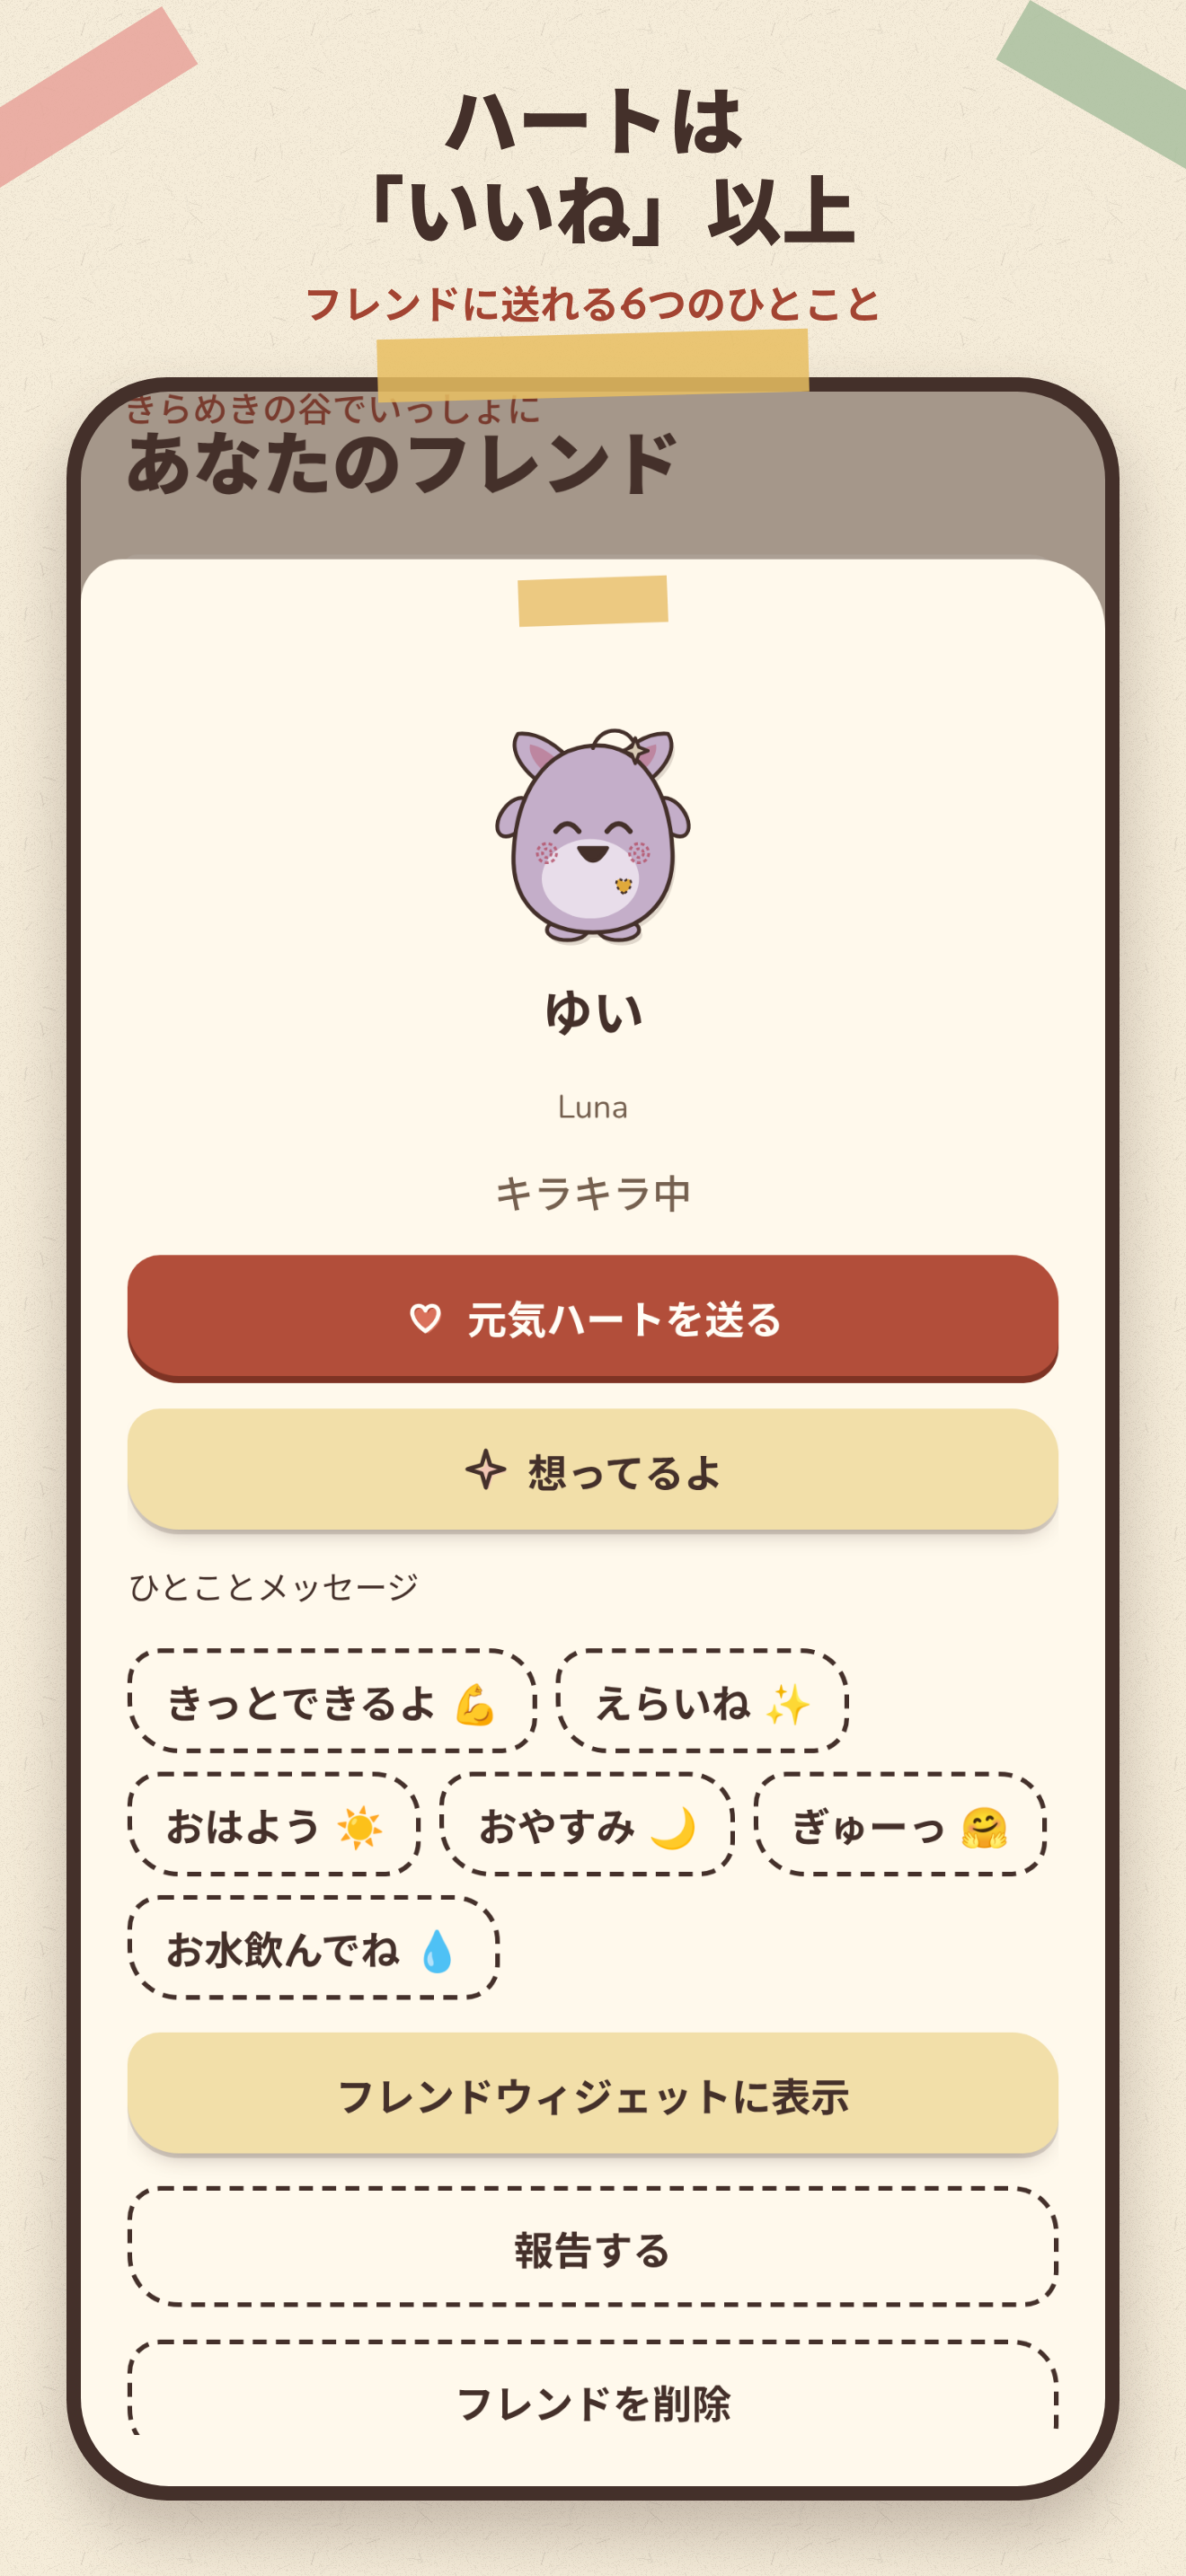 ハートは
「いいね」以上
フレンドに送れる6つのひとこと
きらめきの谷でいっしょに
あなたのフレンド
ゆい
Luna
キラキラ中
元気ハートを送る
想ってるよ
ひとことメッセージ
きっとできるよ 💪 えらいね ✨
おはよう ☀️ おやすみ 🌙 ぎゅーっ 🤗
お水飲んでね 💧
フレンドウィジェットに表示
報告する
フレンドを削除